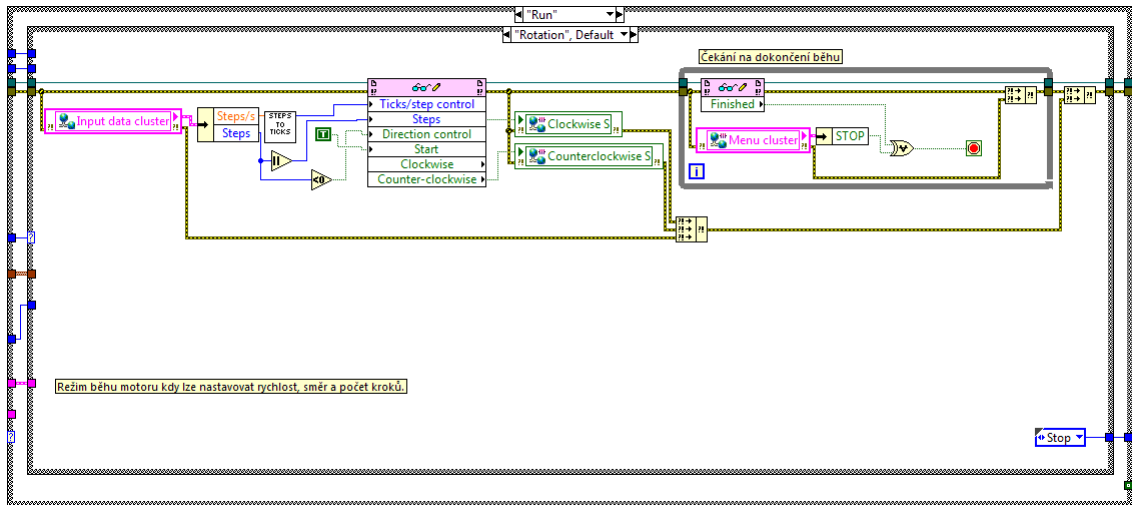 "Run"
"Rotation", Default
Čekání na dokončení běhu
Input data cluster
Steps/s
Steps
STEPS
TO
TICKS
T
<0
Ticks/step control
Steps
Direction control
Start
Clockwise
Counter-clockwise
Clockwise S
Counterclockwise S
Finished
Menu cluster
STOP
i
Režim běhu motoru kdy lze nastavovat rychlost, směr a počet kroků.
Stop